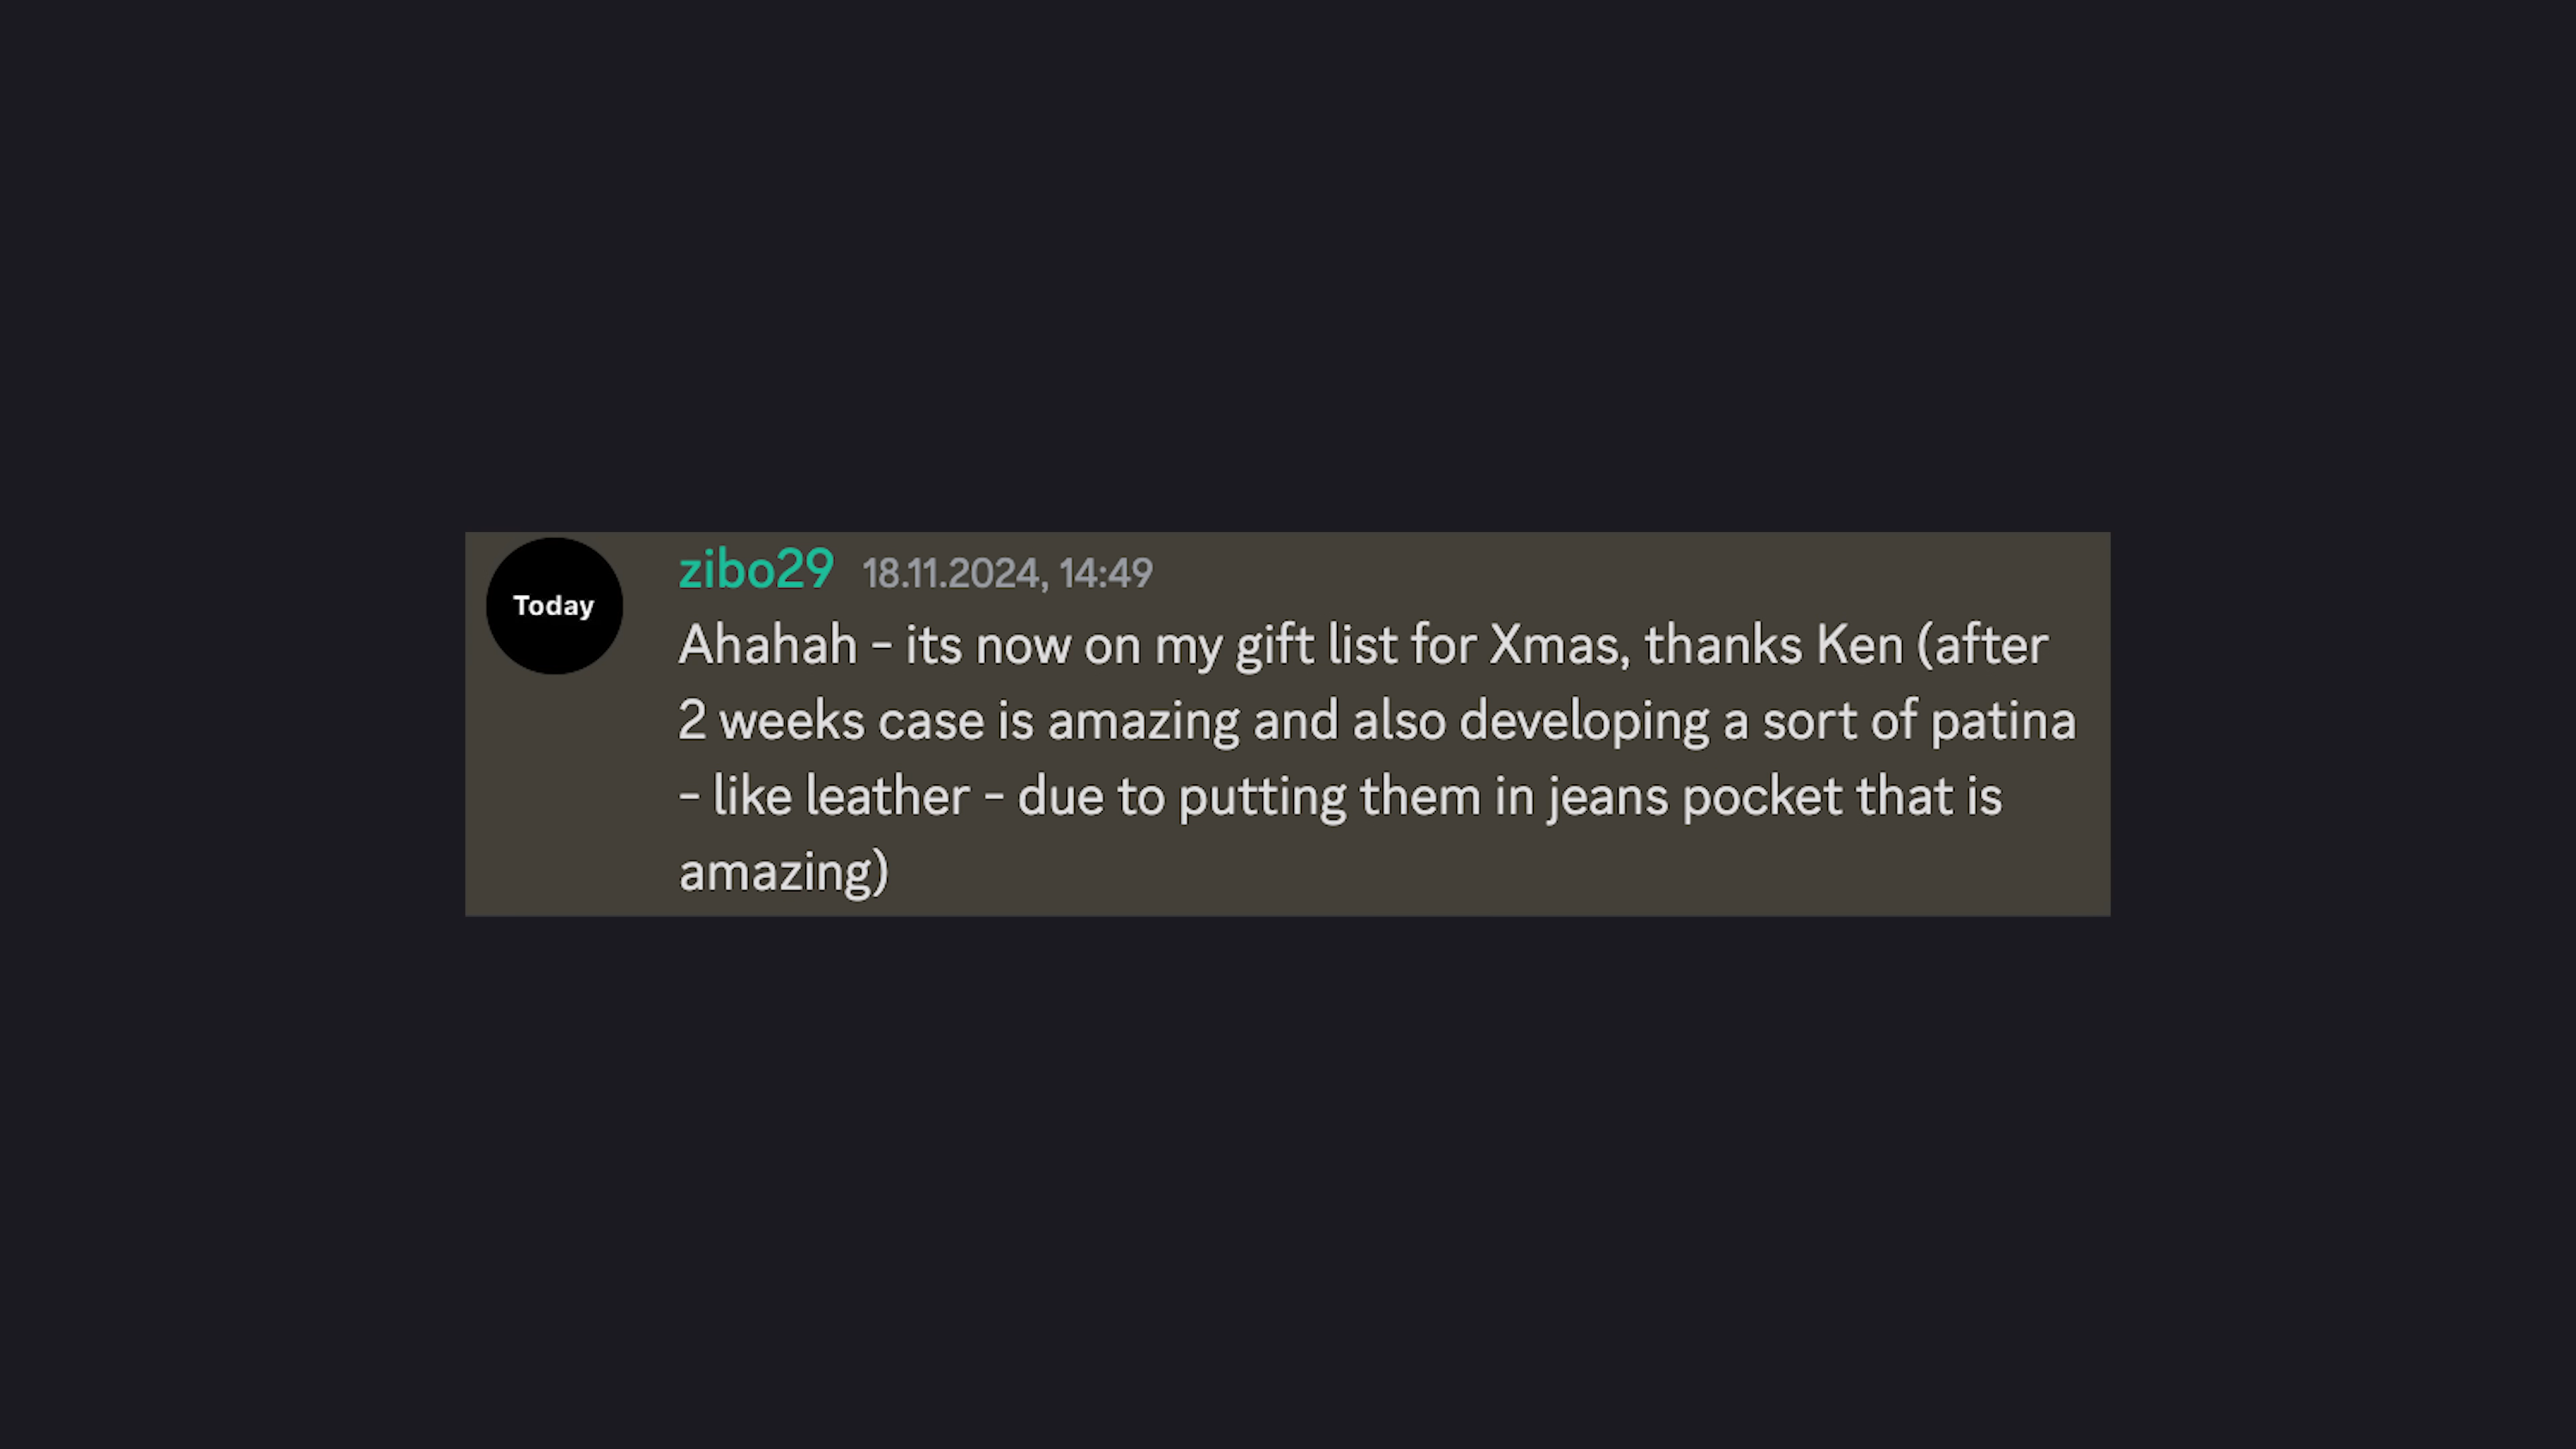 Today
zibo29 18.11.2024, 14:49
Ahahah - its now on my gift list for Xmas, thanks Ken (after
2 weeks case is amazing and also developing a sort of patina
- like leather - due to putting them in jeans pocket that is
amazing)